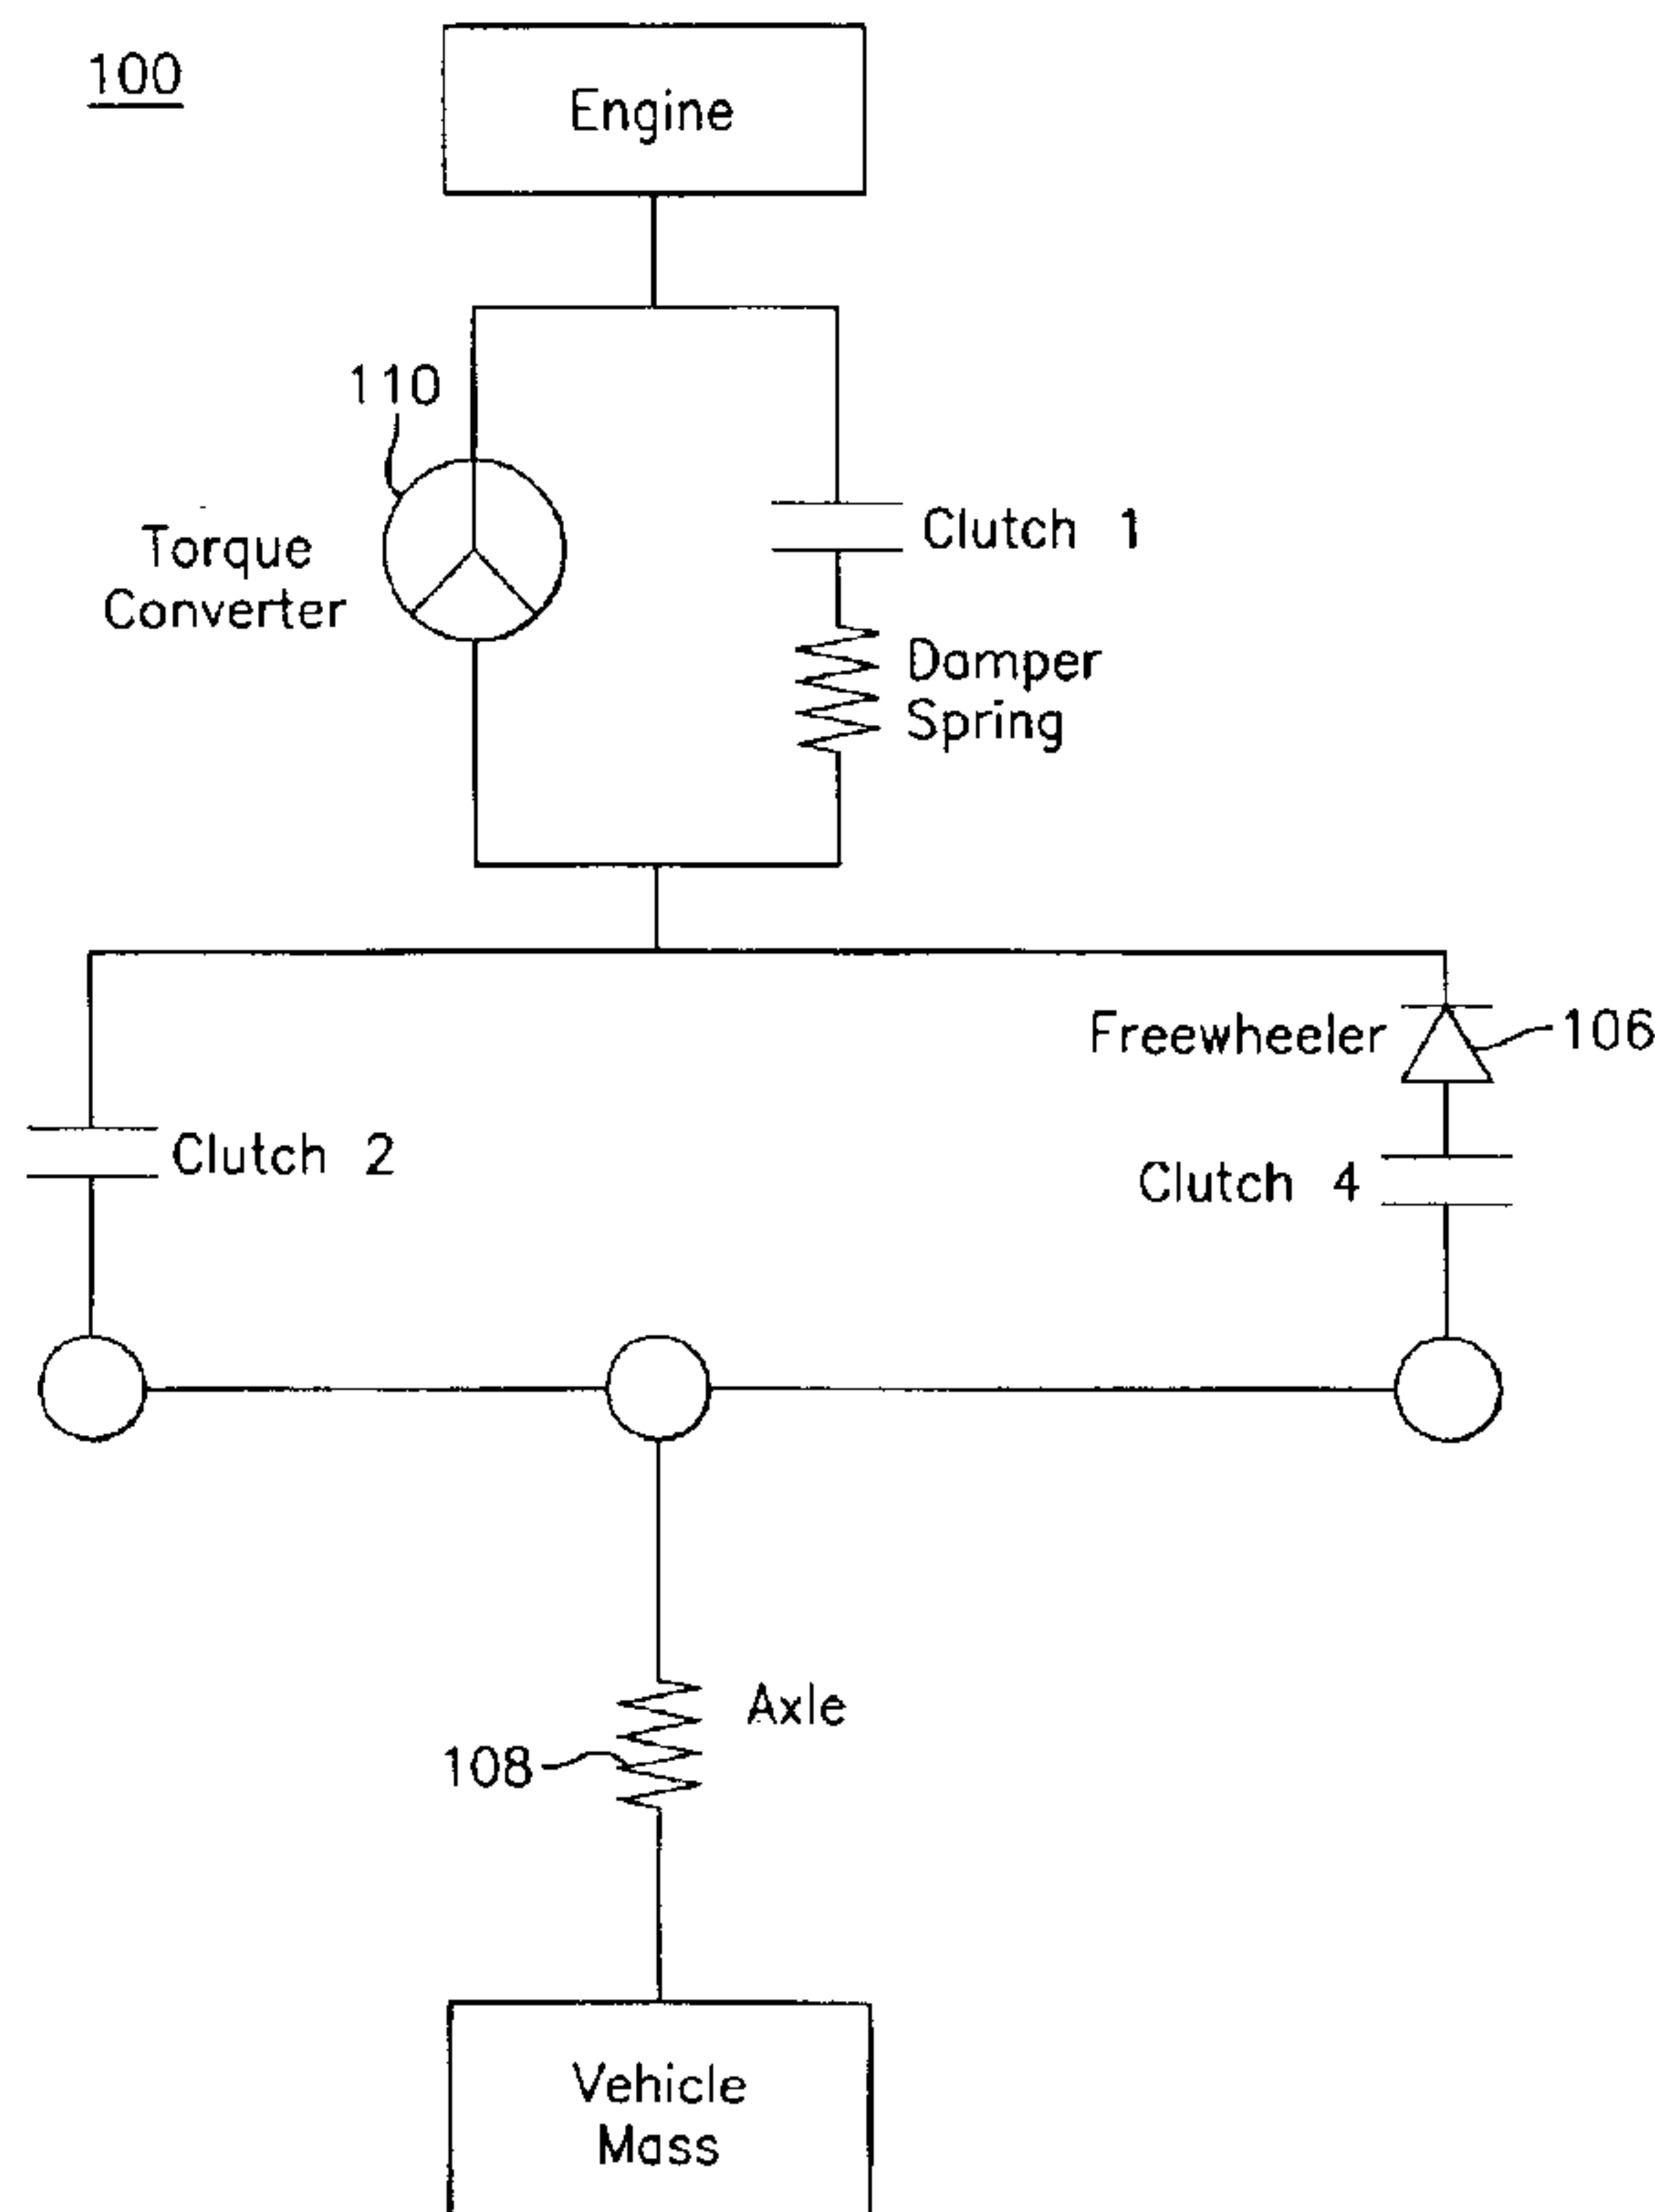 100
Engine
110
Torque
Converter
Clutch 1
Damper
Spring
Freewheeler
106
Clutch 2
Clutch 4
Axle
108
Vehicle
Mass